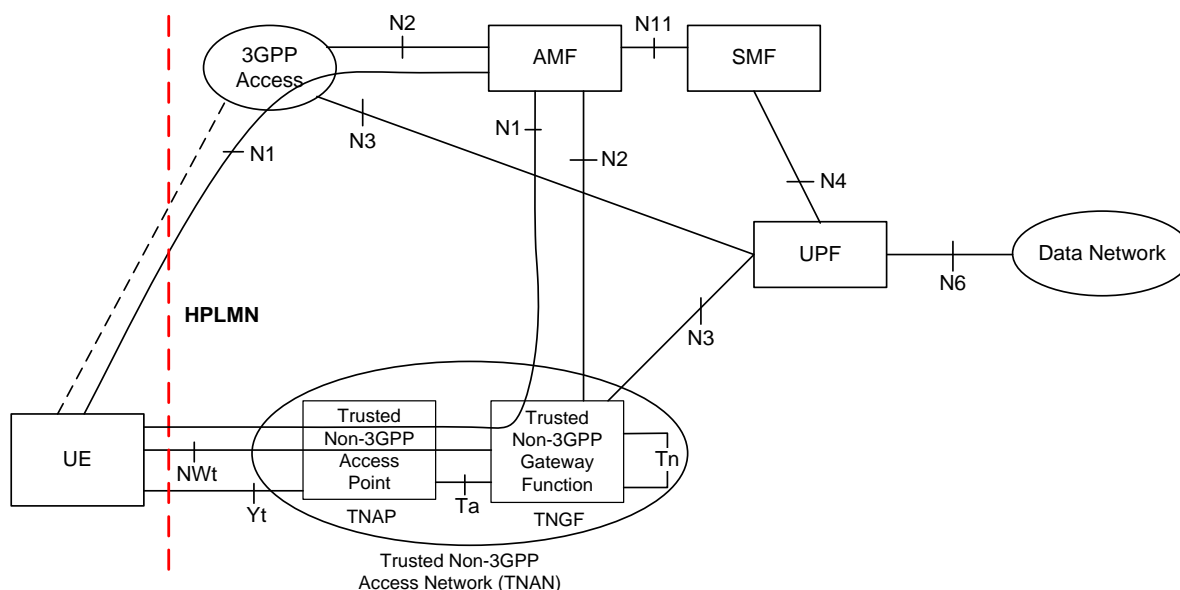 N2
N11
3GPP
Access
AMF
SMF
N1
N3
N1
N2
N4
UPF
Data Network
N6
HPLMN
N3
UE
Trusted
Non-3GPP
Access
Point
Trusted
Non-3GPP
Gateway
Function
Tn
NWt
Yt
Ta
TNAP
TNGF
Trusted Non-3GPP
Access Network (TNAN)